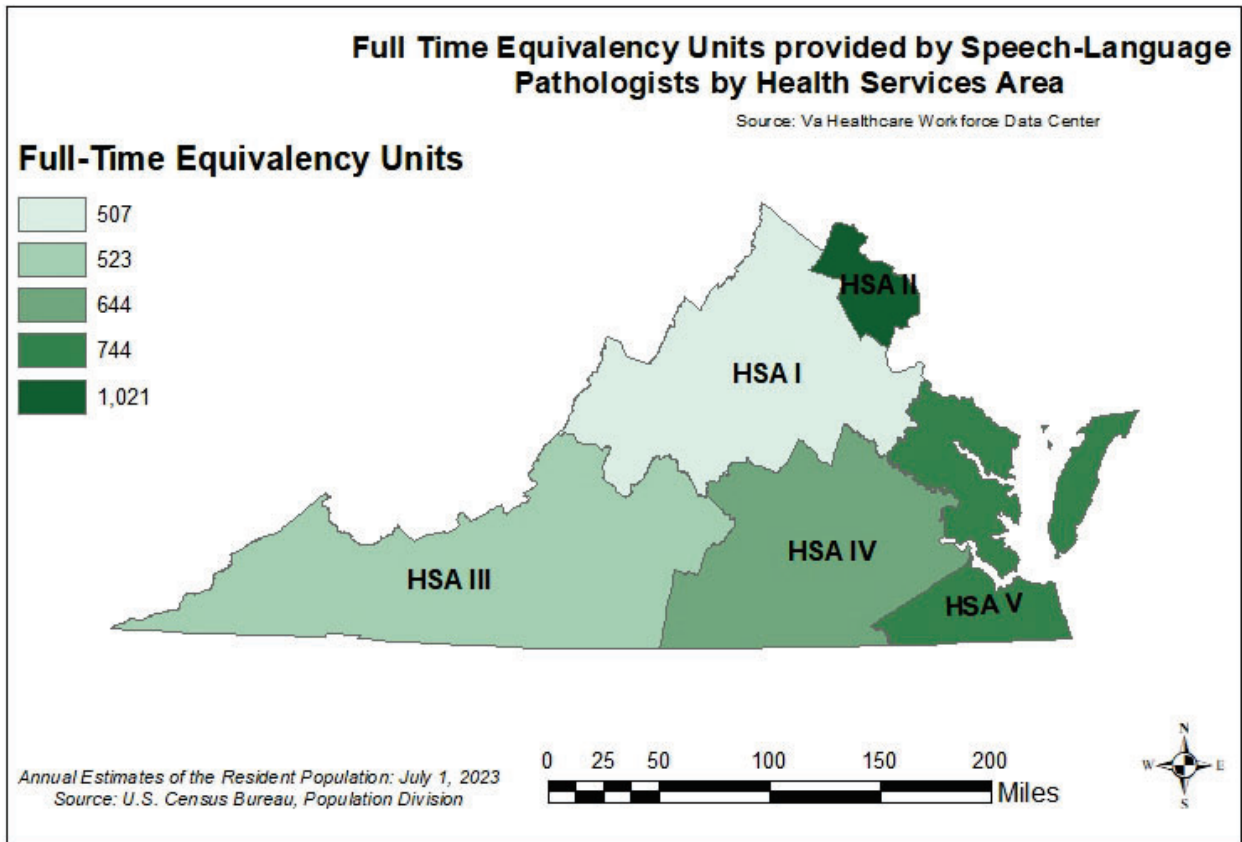 Full Time Equivalency Units provided by Speech-Language
Pathologists by Health Services Area
Source: Va Healthcare Workforce Data Center
Full-Time Equivalency Units
507
523
644
744
1,021
HSA II
HSA I
HSA IV
HSA III
HSA V
Annual Estimates of the Resident Population: July 1, 2023
Source: U.S. Census Bureau, Population Division
0 25 50 100 150 200
Miles
N
W E
S